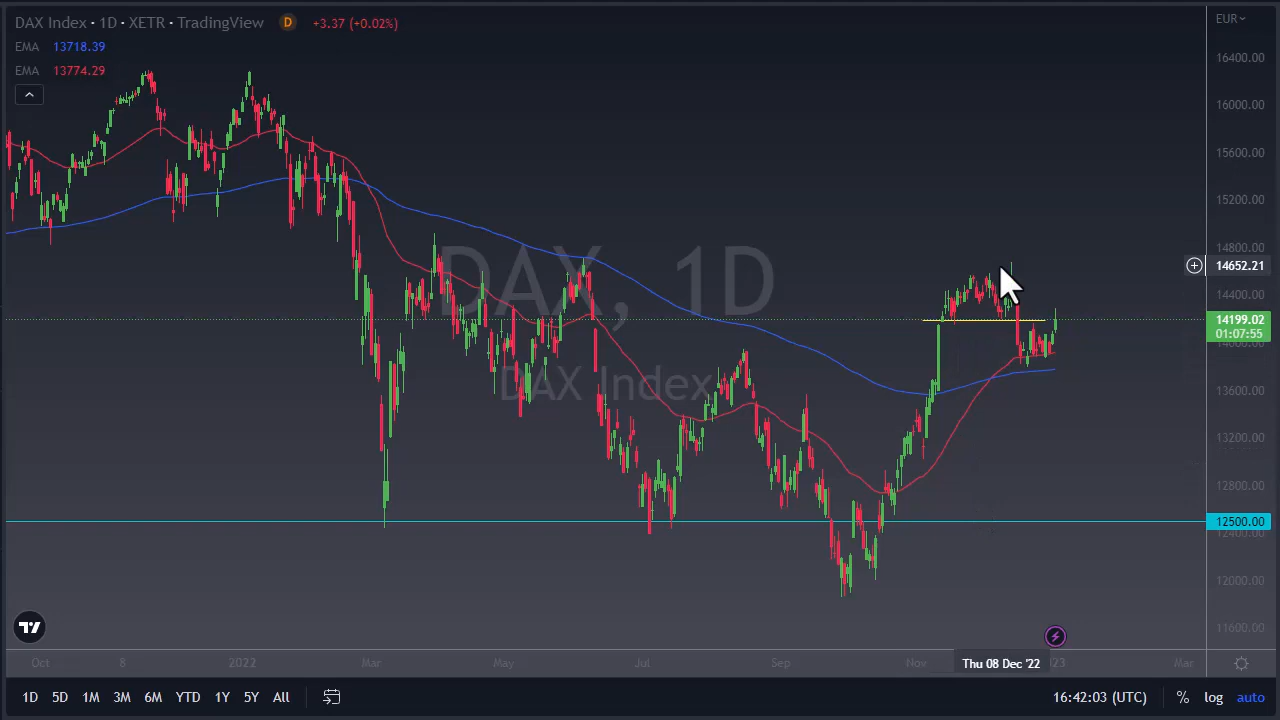 DAX Index · 1D · XETR · TradingView D +3.37 (+0.02%)
EUR
EMA 13718.39
EMA 13774.29
16400.00
16000.00
15600.00
15200.00
14800.00
14652.21
14400.00
14199.02
01:07:55
14000.00
13600.00
13200.00
12800.00
12500.00
12400.00
12000.00
11600.00
DAX, 1D
DAX Index
Oct 8 2022 Mar May Jul Sep Nov Thu 08 Dec '22 Mar
1D 5D 1M 3M 6M YTD 1Y 5Y All 16:42:03 (UTC) % log auto